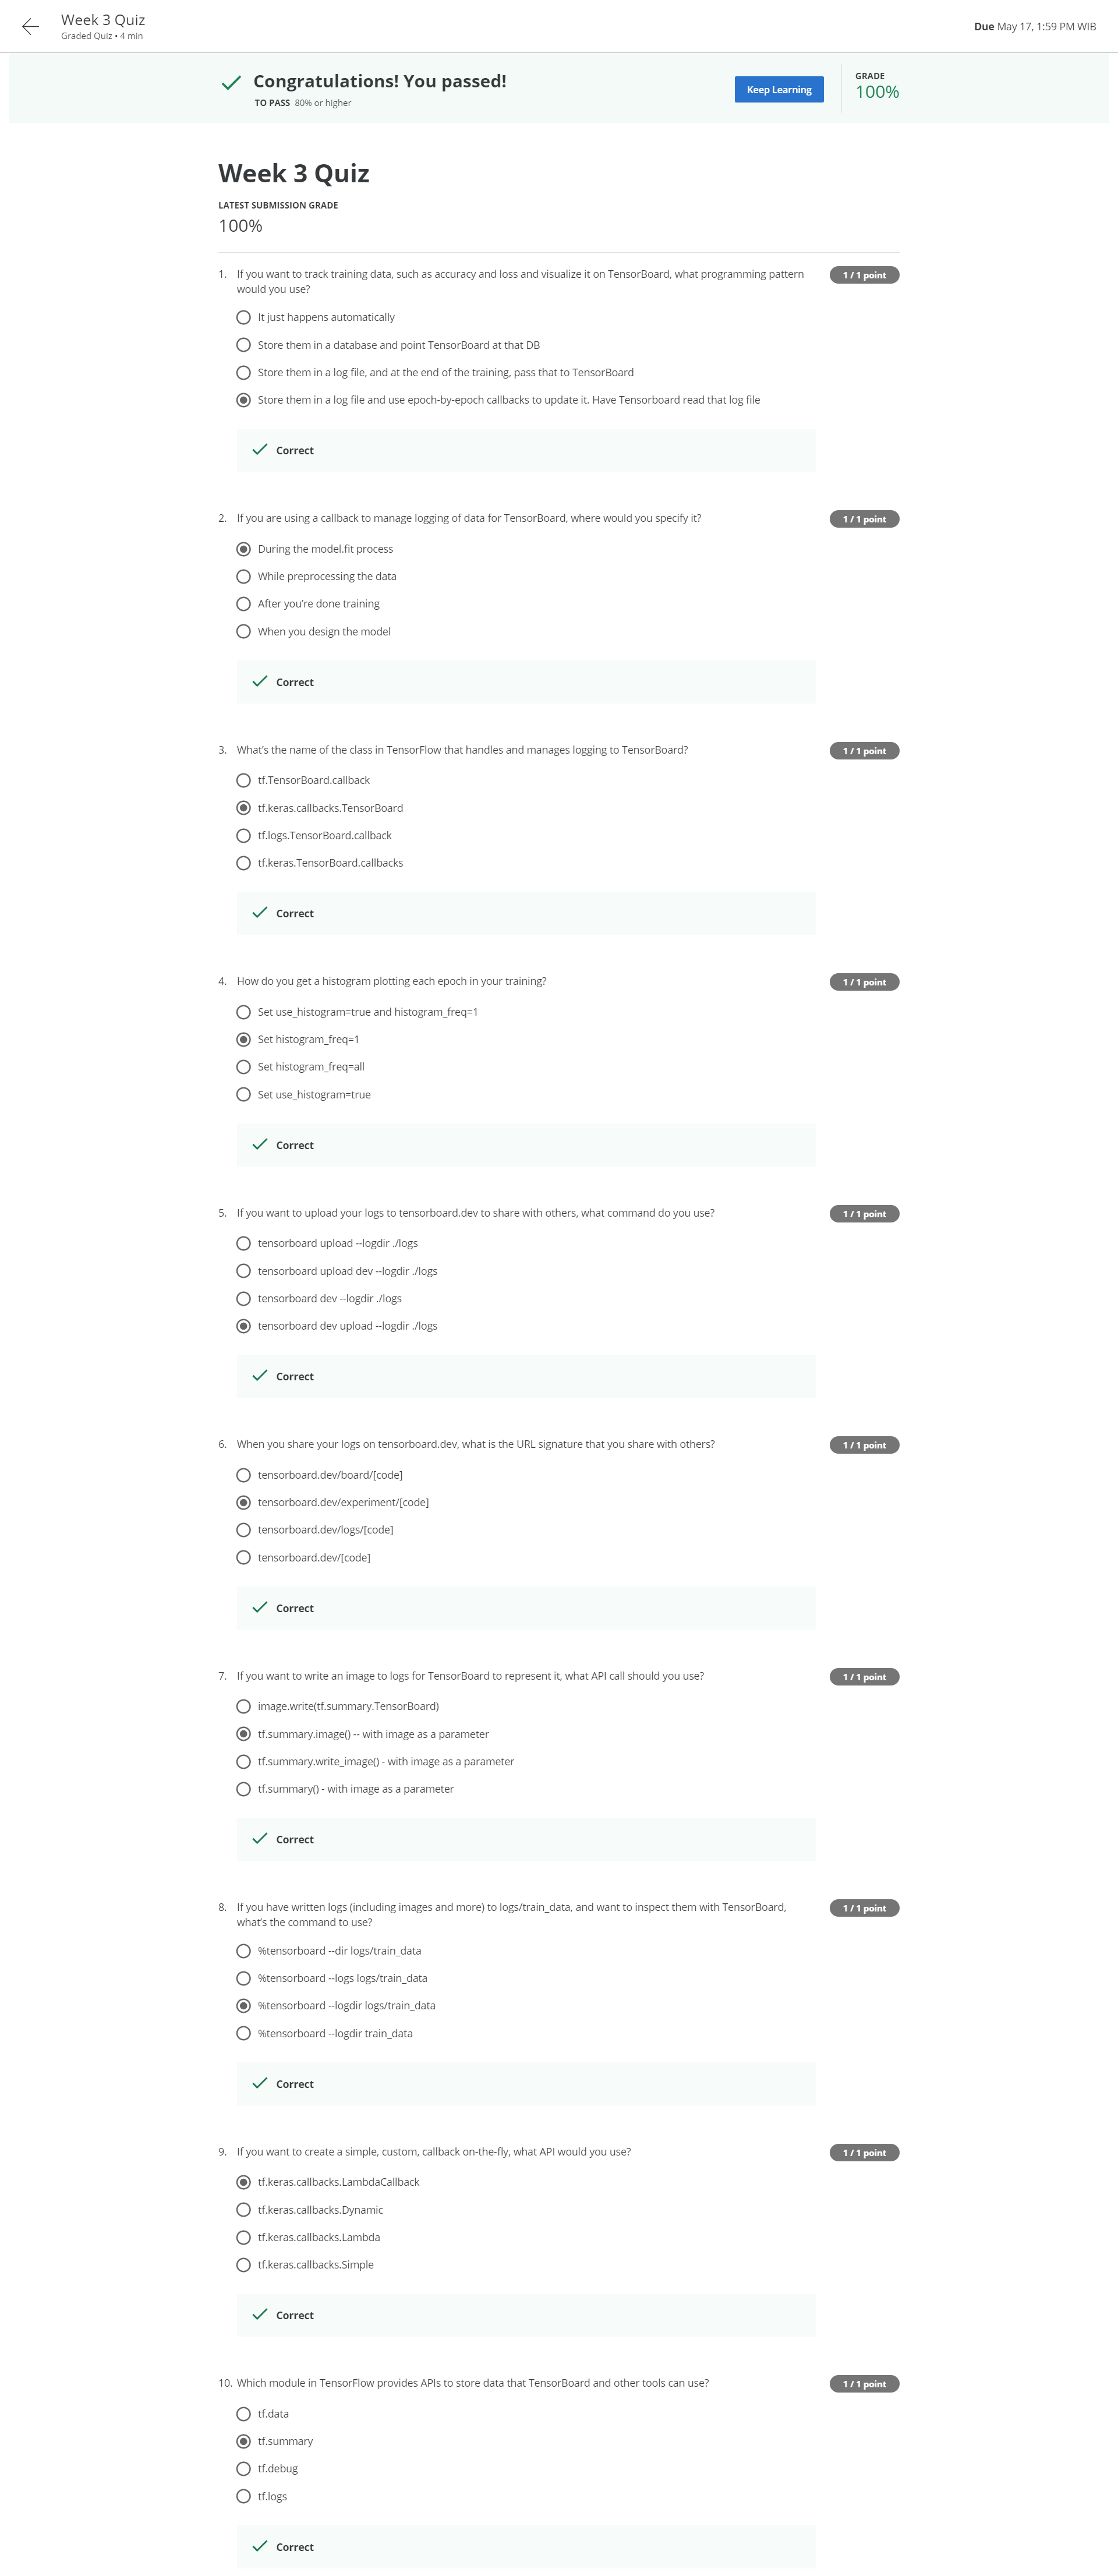 Week 3 Quiz
Graded Quiz • 4 min
Due May 17, 1:59 PM WIB
Congratulations! You passed!
TO PASS 80% or higher
Keep Learning
GRADE
100%
Week 3 Quiz
LATEST SUBMISSION GRADE
100%
1. If you want to track training data, such as accuracy and loss and visualize it on TensorBoard, what programming pattern
would you use?
1 / 1 point
It just happens automatically
Store them in a database and point TensorBoard at that DB
Store them in a log file, and at the end of the training, pass that to TensorBoard
Store them in a log file and use epoch-by-epoch callbacks to update it. Have Tensorboard read that log file
Correct
2. If you are using a callback to manage logging of data for TensorBoard, where would you specify it?
1 / 1 point
During the model.fit process
While preprocessing the data
After you’re done training
When you design the model
Correct
3. What’s the name of the class in TensorFlow that handles and manages logging to TensorBoard?
1 / 1 point
tf.TensorBoard.callback
tf.keras.callbacks.TensorBoard
tf.logs.TensorBoard.callback
tf.keras.TensorBoard.callbacks
Correct
4. How do you get a histogram plotting each epoch in your training?
1 / 1 point
Set use_histogram=true and histogram_freq=1
Set histogram_freq=1
Set histogram_freq=all
Set use_histogram=true
Correct
5. If you want to upload your logs to tensorboard.dev to share with others, what command do you use?
1 / 1 point
tensorboard upload --logdir ./logs
tensorboard upload dev --logdir ./logs
tensorboard dev --logdir ./logs
tensorboard dev upload --logdir ./logs
Correct
6. When you share your logs on tensorboard.dev, what is the URL signature that you share with others?
1 / 1 point
tensorboard.dev/board/[code]
tensorboard.dev/experiment/[code]
tensorboard.dev/logs/[code]
tensorboard.dev/[code]
Correct
7. If you want to write an image to logs for TensorBoard to represent it, what API call should you use?
1 / 1 point
image.write(tf.summary.TensorBoard)
tf.summary.image() -- with image as a parameter
tf.summary.write_image() - with image as a parameter
tf.summary() - with image as a parameter
Correct
8. If you have written logs (including images and more) to logs/train_data, and want to inspect them with TensorBoard,
what’s the command to use?
1 / 1 point
%tensorboard --dir logs/train_data
%tensorboard --logs logs/train_data
%tensorboard --logdir logs/train_data
%tensorboard --logdir train_data
Correct
9. If you want to create a simple, custom, callback on-the-fly, what API would you use?
1 / 1 point
tf.keras.callbacks.LambdaCallback
tf.keras.callbacks.Dynamic
tf.keras.callbacks.Lambda
tf.keras.callbacks.Simple
Correct
10. Which module in TensorFlow provides APIs to store data that TensorBoard and other tools can use?
1 / 1 point
tf.data
tf.summary
tf.debug
tf.logs
Correct